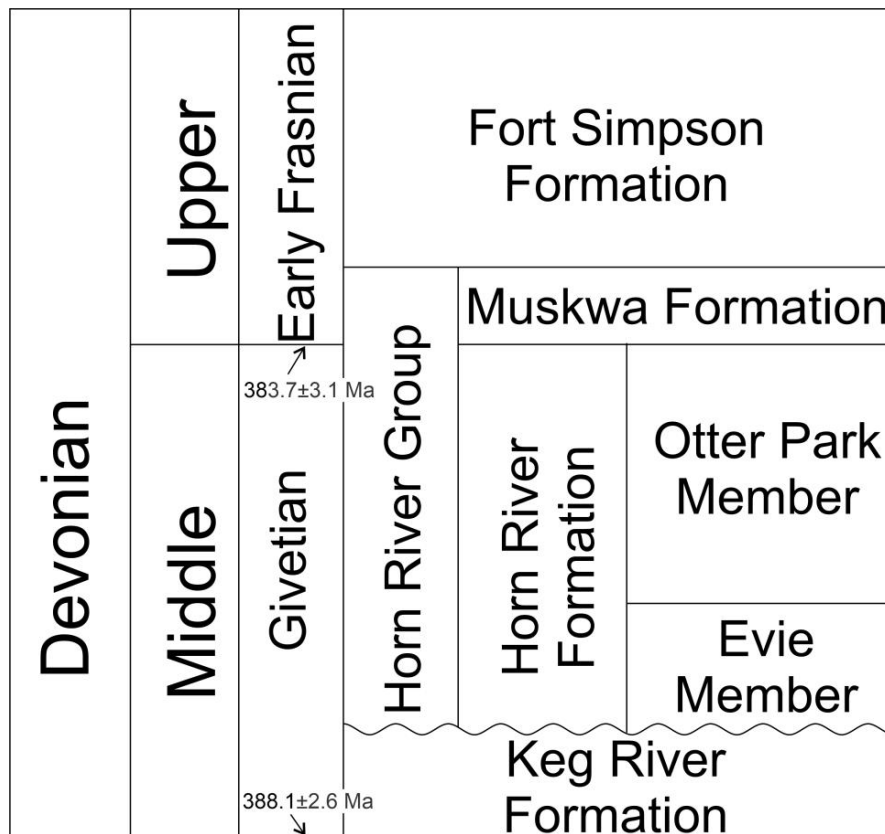 Devonian
Upper
Middle
Early Frasnian
383.7±3.1 Ma
Givetian
388.1±2.6 Ma
Fort Simpson
Formation
Horn River Group
Muskwa Formation
Horn River
Formation
Otter Park
Member
Evie
Member
Keg River
Formation